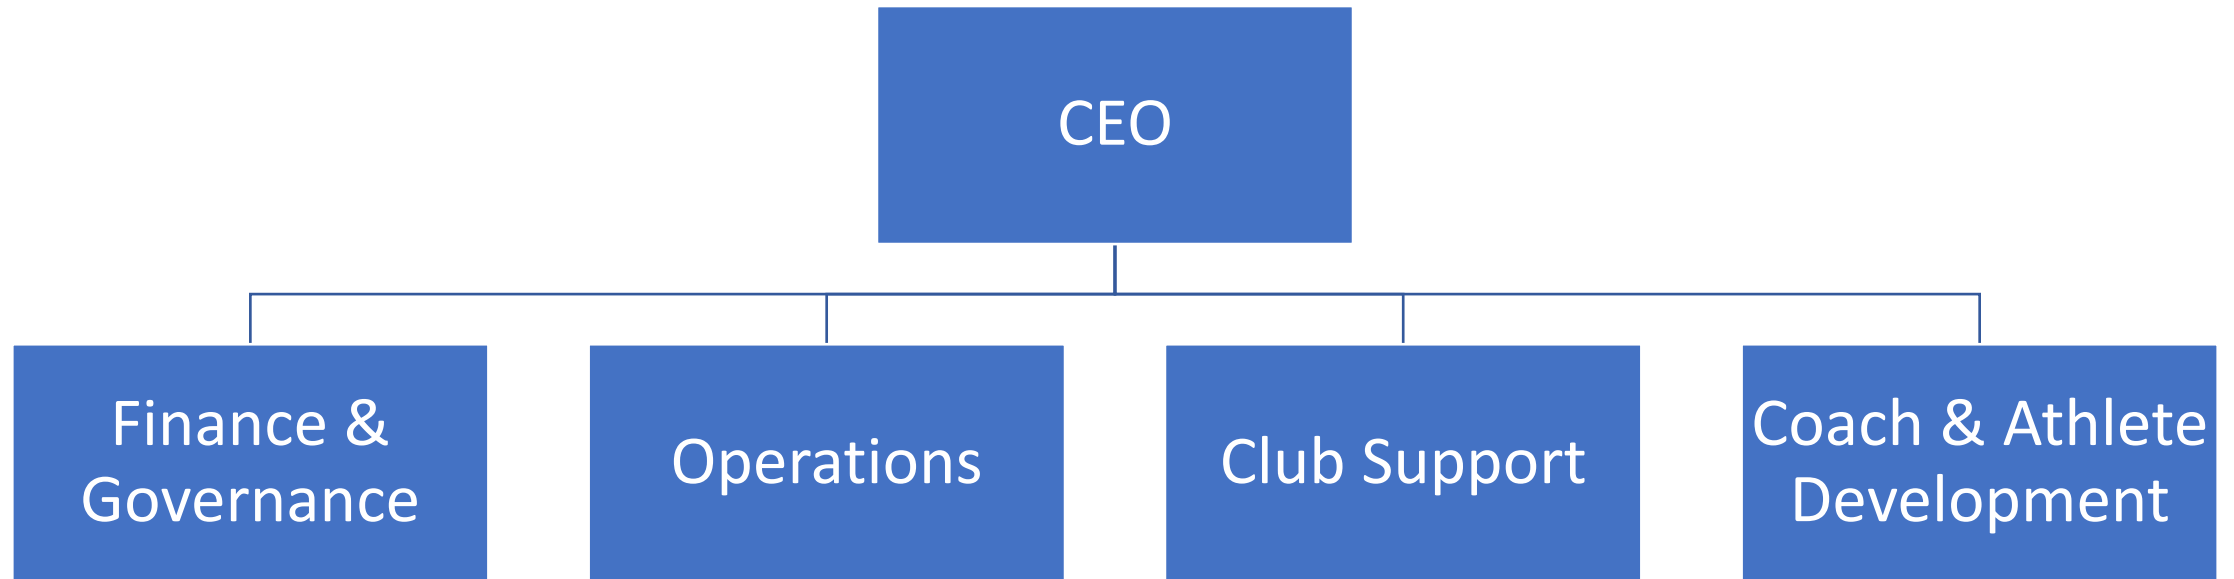 CEO
Finance &
Governance
Operations
Club Support
Coach & Athlete
Development